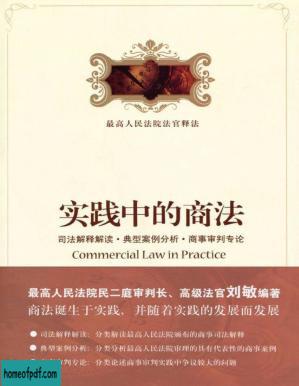 最高人民法院法官释法
实践中的商法
司法解释解读·典型案例分析·商事审判专论
Commercial Law in Practice
最高人民法院民二庭审判长、高级法官刘敏编著
商法诞生于实践，并随着实践的发展而发展
司法解释解读：分类解读最高人民法院颁布的商事司法解释
典型案例分析：分类分析最高人民法院审理的具有代表性的商事案例
商事审判专论：分类论述商事审判实践中争议较大的问题
homeofpdf.com